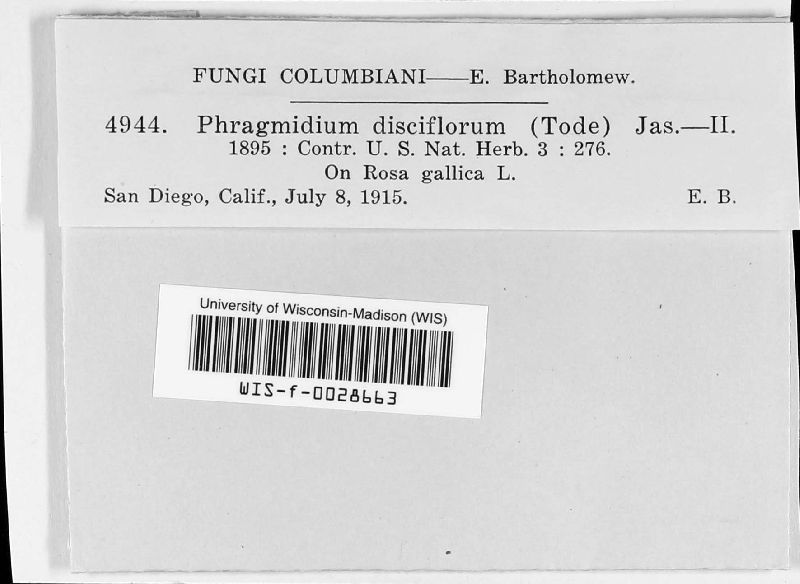 FUNGI COLUMBIANI——E. Bartholomew.
4944. Phragmidium disciflorum (Tode) Jas.—II.
1895 : Contr. U. S. Nat. Herb. 3 : 276.
On Rosa gallica L.
San Diego, Calif., July 8, 1915. E. B.
University of Wisconsin-Madison (WIS)
WIS-f-0028663